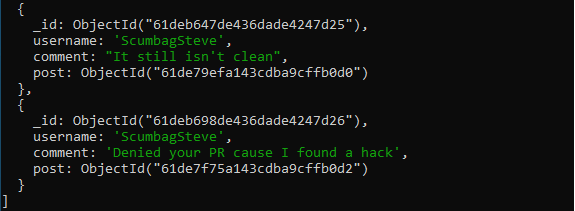 {
_id: ObjectId("61deb647de436dade4247d25"),
username: 'ScumbagSteve',
comment: "It still isn't clean",
post: ObjectId("61de79efa143cdba9cffb0d0")
},
{
_id: ObjectId("61deb698de436dade4247d26"),
username: 'ScumbagSteve',
comment: 'Denied your PR cause I found a hack',
post: ObjectId("61de7f75a143cdba9cffb0d2")
}
]